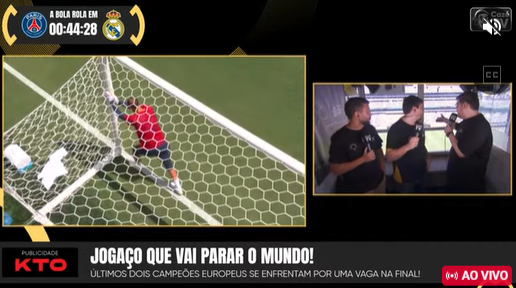 A BOLA ROLA EM
00:44:28
PARIS
CC
PUBLICIDADE
KTO
JOGAÇO QUE VAI PARAR O MUNDO!
ÚLTIMOS DOIS CAMPEÕES EUROPEUS SE ENFRENTAM POR UMA VAGA NA FINAL!
AO VIVO